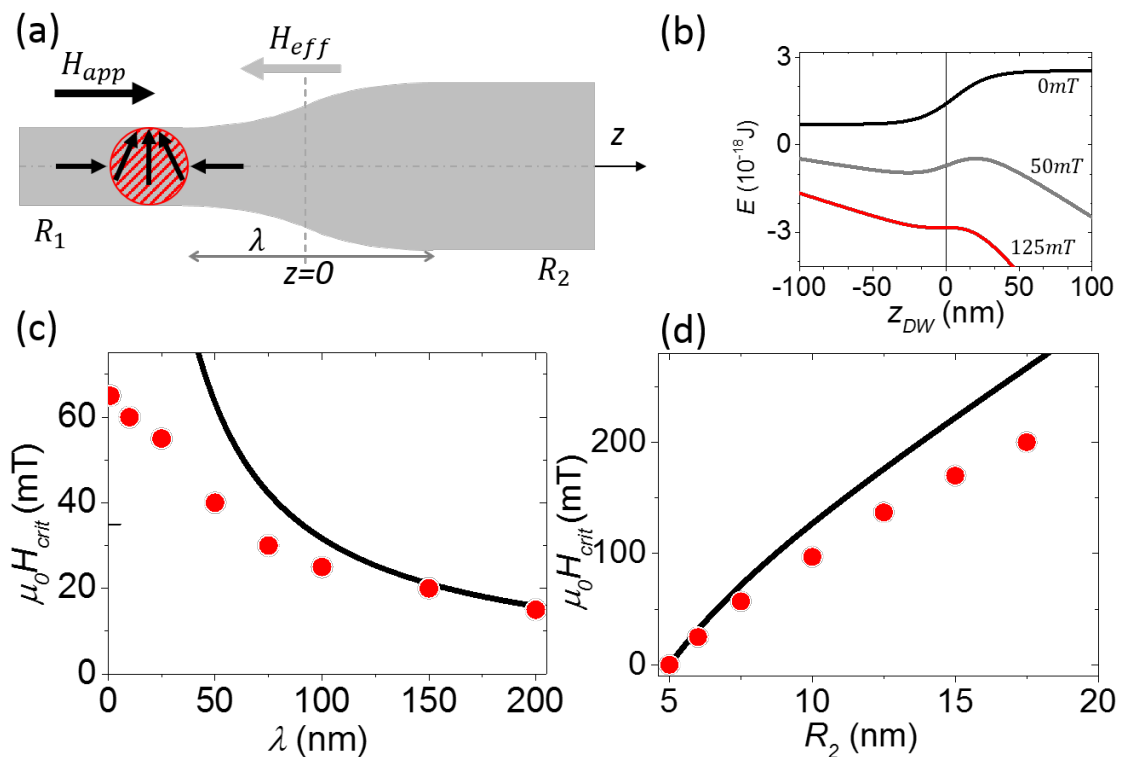 (a)
H_eff
H_app
z
R_1
λ
z=0
R_2
(b)
3
0
-3
E (10^-18 J)
0mT
50mT
125mT
-100 -50 0 50 100
z_DW (nm)
(c)
60
40
20
0
μ_0H_crit (mT)
0 50 100 150 200
λ (nm)
(d)
200
100
0
μ_0H_crit (mT)
5 10 15 20
R_2 (nm)